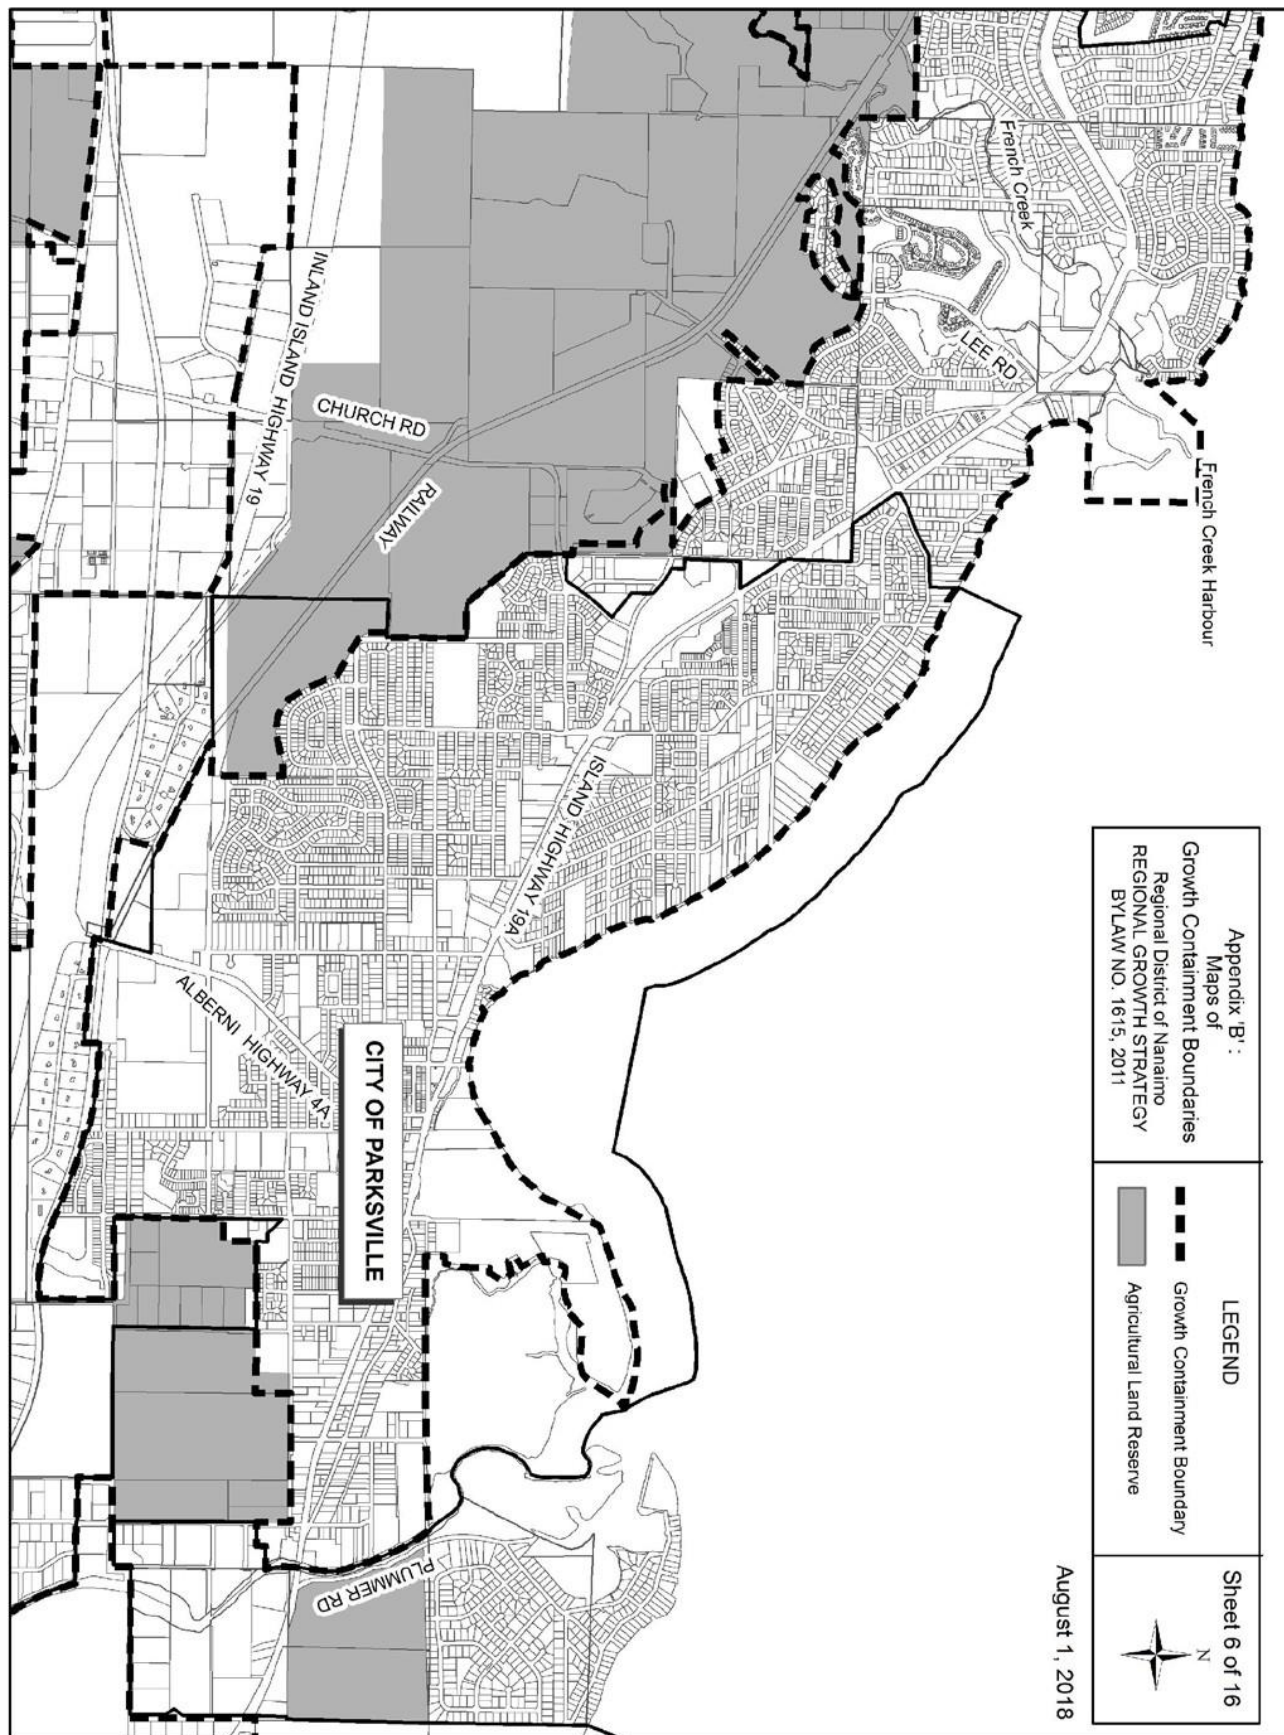 Appendix 'B' :
Maps of
Growth Containment Boundaries
Regional District of Nanaimo
REGIONAL GROWTH STRATEGY
BYLAW NO. 1615, 2011
LEGEND
Growth Containment Boundary
Agricultural Land Reserve
Sheet 6 of 16
N
August 1, 2018
French Creek Harbour
French Creek
LEE RD
INLAND ISLAND HIGHWAY 19
CHURCH RD
RAILWAY
ISLAND HIGHWAY 19A
ALBERNI HIGHWAY 4A
CITY OF PARKSVILLE
PLUMMER RD